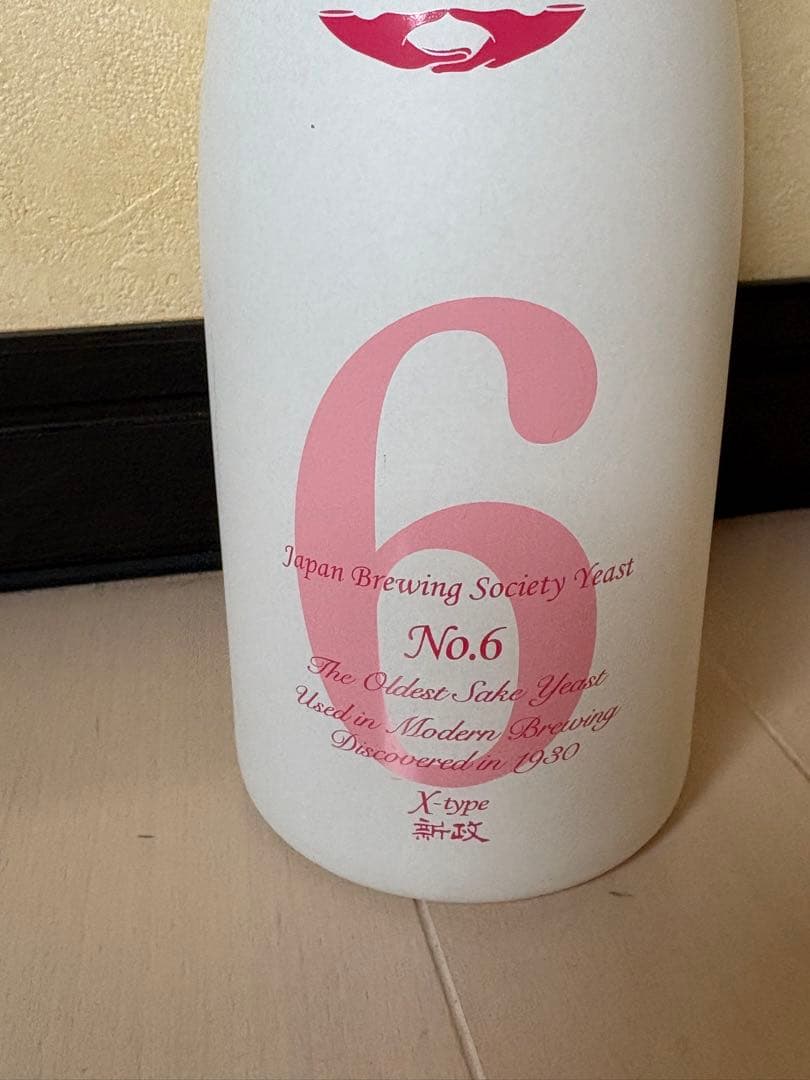 6
Japan Brewing Society Yeast
No.6
The Oldest Sake Yeast
Used in Modern Brewing
Discovered in 1930
X-type
新政